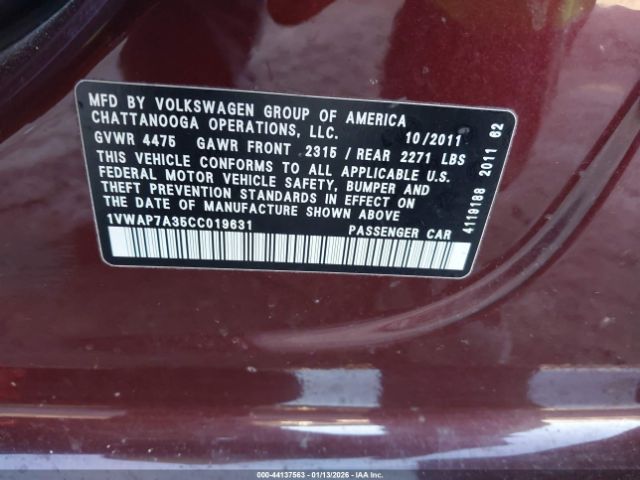 MFD BY VOLKSWAGEN GROUP OF AMERICA
CHATTANOOGA OPERATIONS, LLC. 10/2011
GVWR 4475 GAWR FRONT 2315 / REAR 2271 LBS
THIS VEHICLE CONFORMS TO ALL APPLICABLE U.S.
FEDERAL MOTOR VEHICLE SAFETY, BUMPER AND
THEFT PREVENTION STANDARDS IN EFFECT ON
THE DATE OF MANUFACTURE SHOWN ABOVE
1VWAP7A35CC019631 PASSENGER CAR
4119188 2011 62
000-44137563 - 01/13/2026 - IAAI.COM